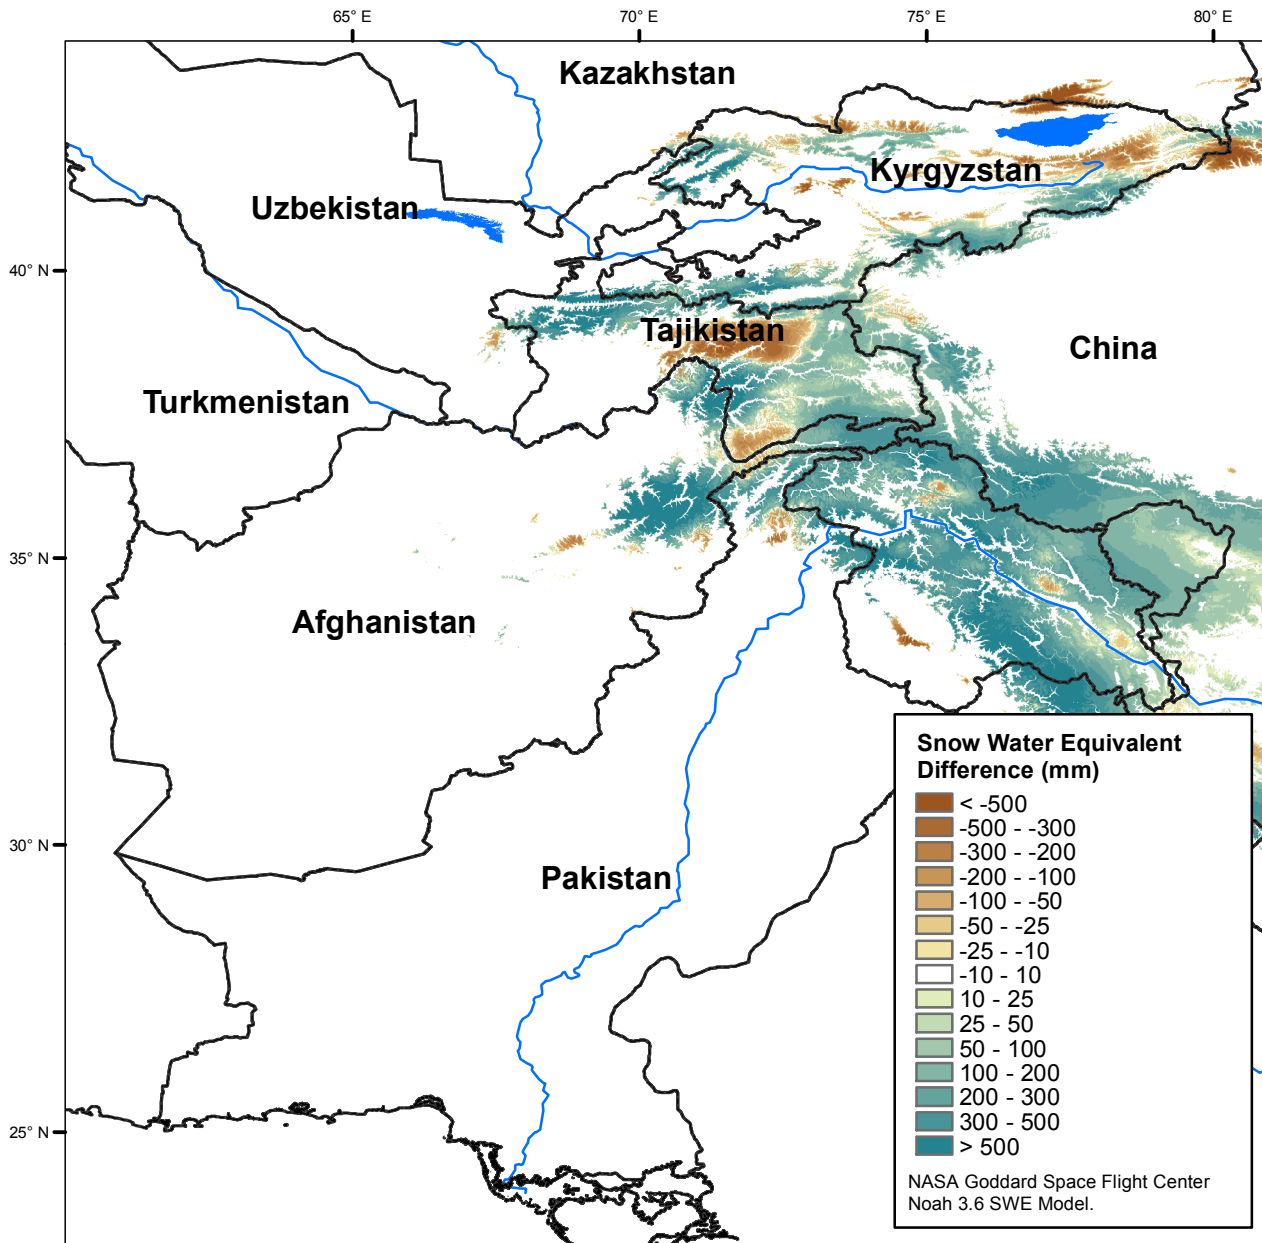 65° E
70° E
75° E
80° E
Kazakhstan
Kyrgyzstan
Uzbekistan
40° N
Tajikistan
China
Turkmenistan
35° N
Afghanistan
Snow Water Equivalent
Difference (mm)
< -500
-500 - -300
-300 - -200
-200 - -100
-100 - -50
-50 - -25
-25 - -10
-10 - 10
10 - 25
25 - 50
50 - 100
100 - 200
200 - 300
300 - 500
> 500
NASA Goddard Space Flight Center
Noah 3.6 SWE Model.
30° N
Pakistan
25° N